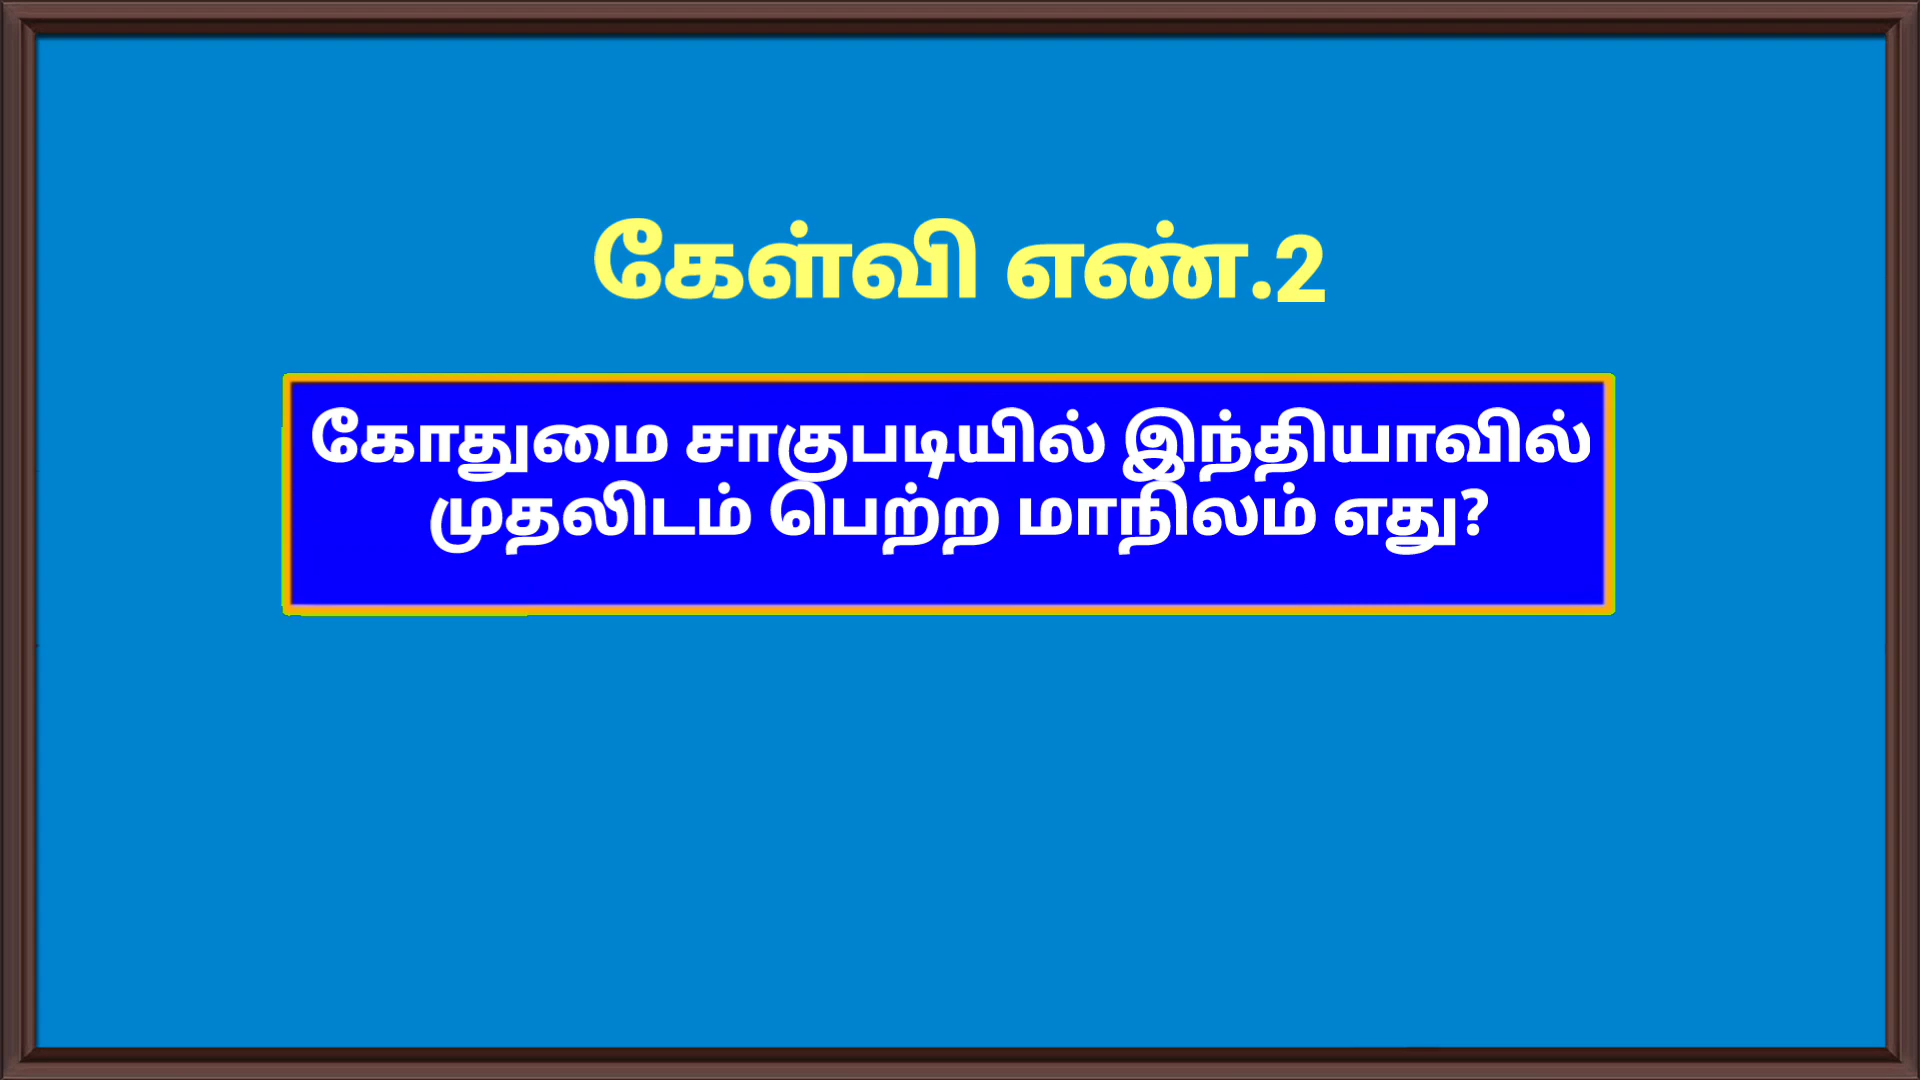 கேள்வி எண்.2
கோதுமை சாகுபடியில் இந்தியாவில்
முதலிடம் பெற்ற மாநிலம் எது?